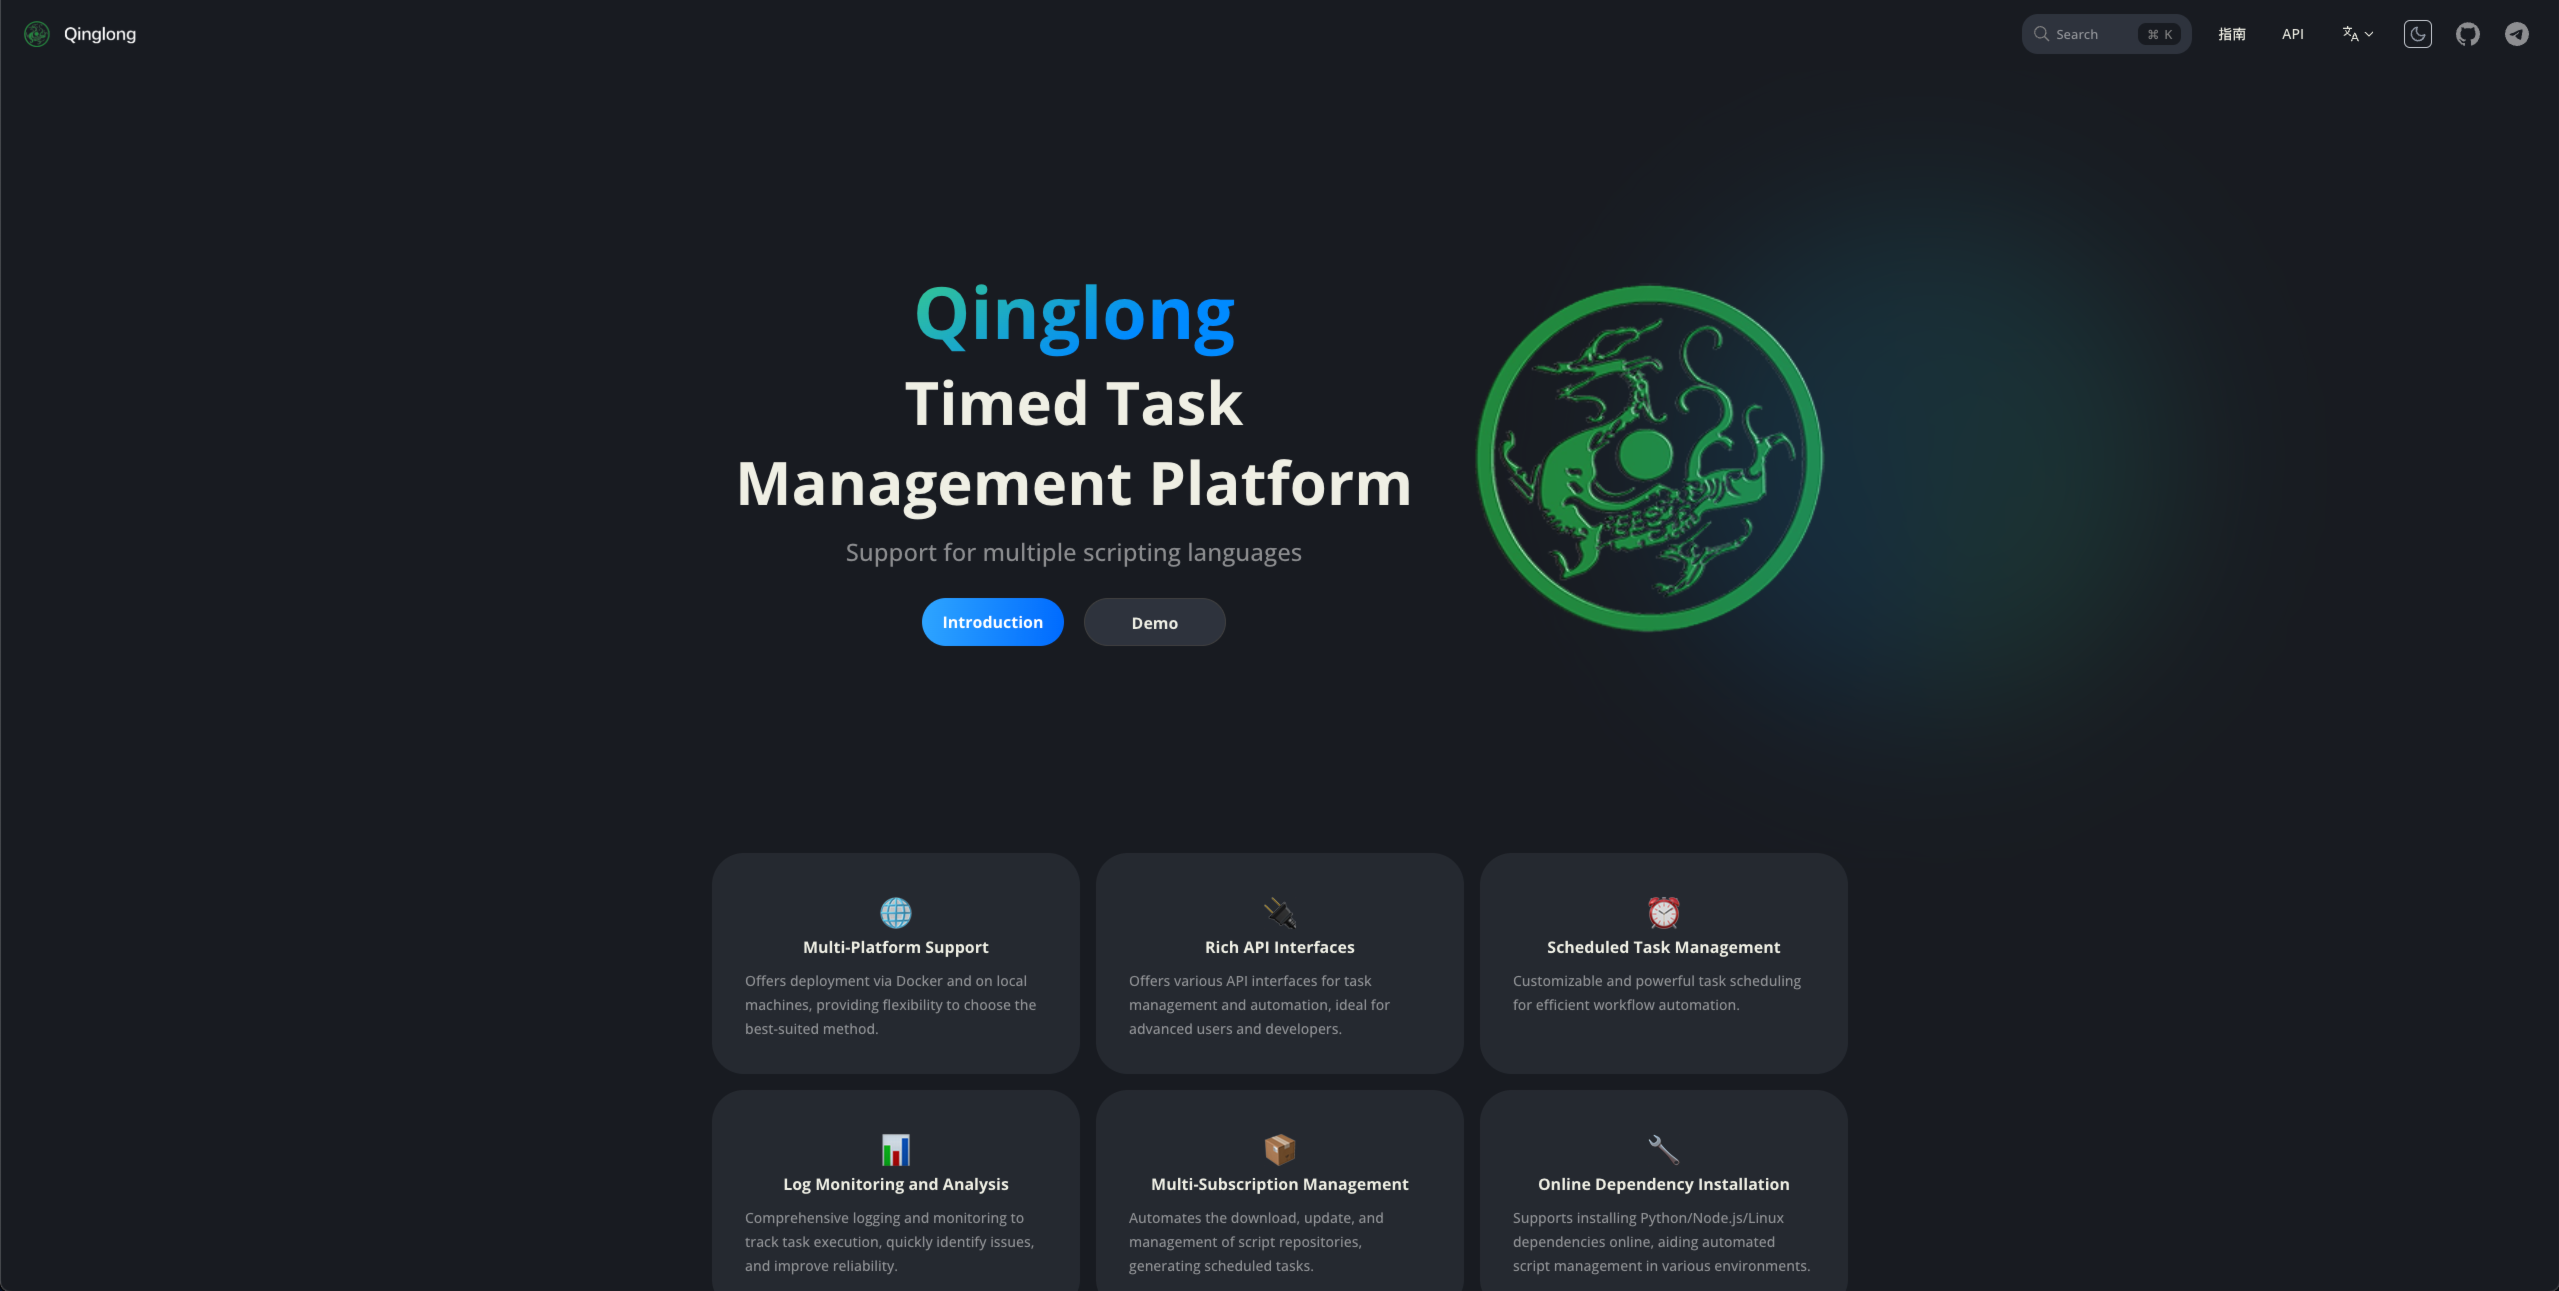 Qinglong
Search ⌘ K 指南 API
Qinglong
Timed Task
Management Platform
Support for multiple scripting languages
Introduction Demo
Multi-Platform Support
Offers deployment via Docker and on local
machines, providing flexibility to choose the
best-suited method.
Rich API Interfaces
Offers various API interfaces for task
management and automation, ideal for
advanced users and developers.
Scheduled Task Management
Customizable and powerful task scheduling
for efficient workflow automation.
Log Monitoring and Analysis
Comprehensive logging and monitoring to
track task execution, quickly identify issues,
and improve reliability.
Multi-Subscription Management
Automates the download, update, and
management of script repositories,
generating scheduled tasks.
Online Dependency Installation
Supports installing Python/Node.js/Linux
dependencies online, aiding automated
script management in various environments.